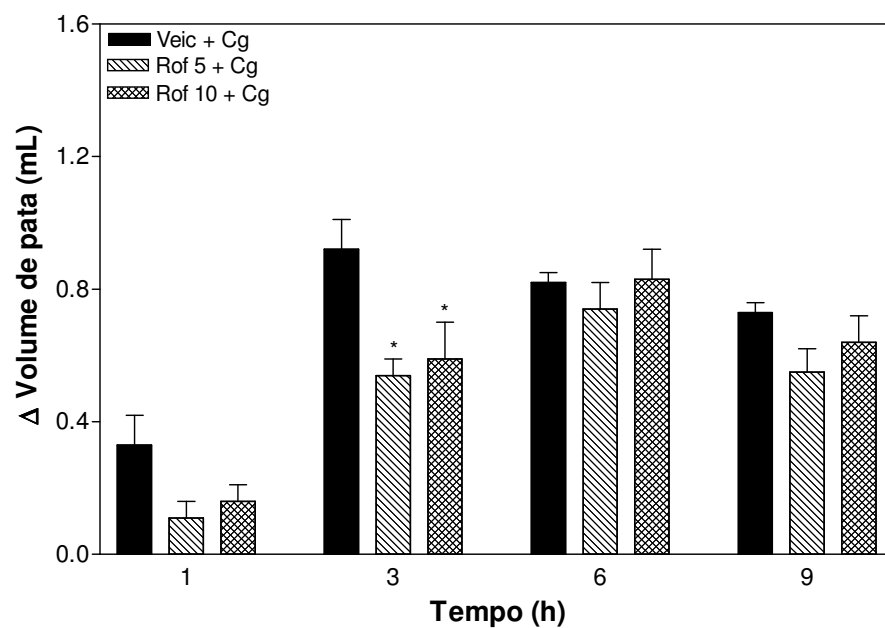 Veic + Cg
Rof 5 + Cg
Rof 10 + Cg
Δ Volume de pata (mL)
1.6
1.2
0.8
0.4
0.0
*
*
1 3 6 9
Tempo (h)